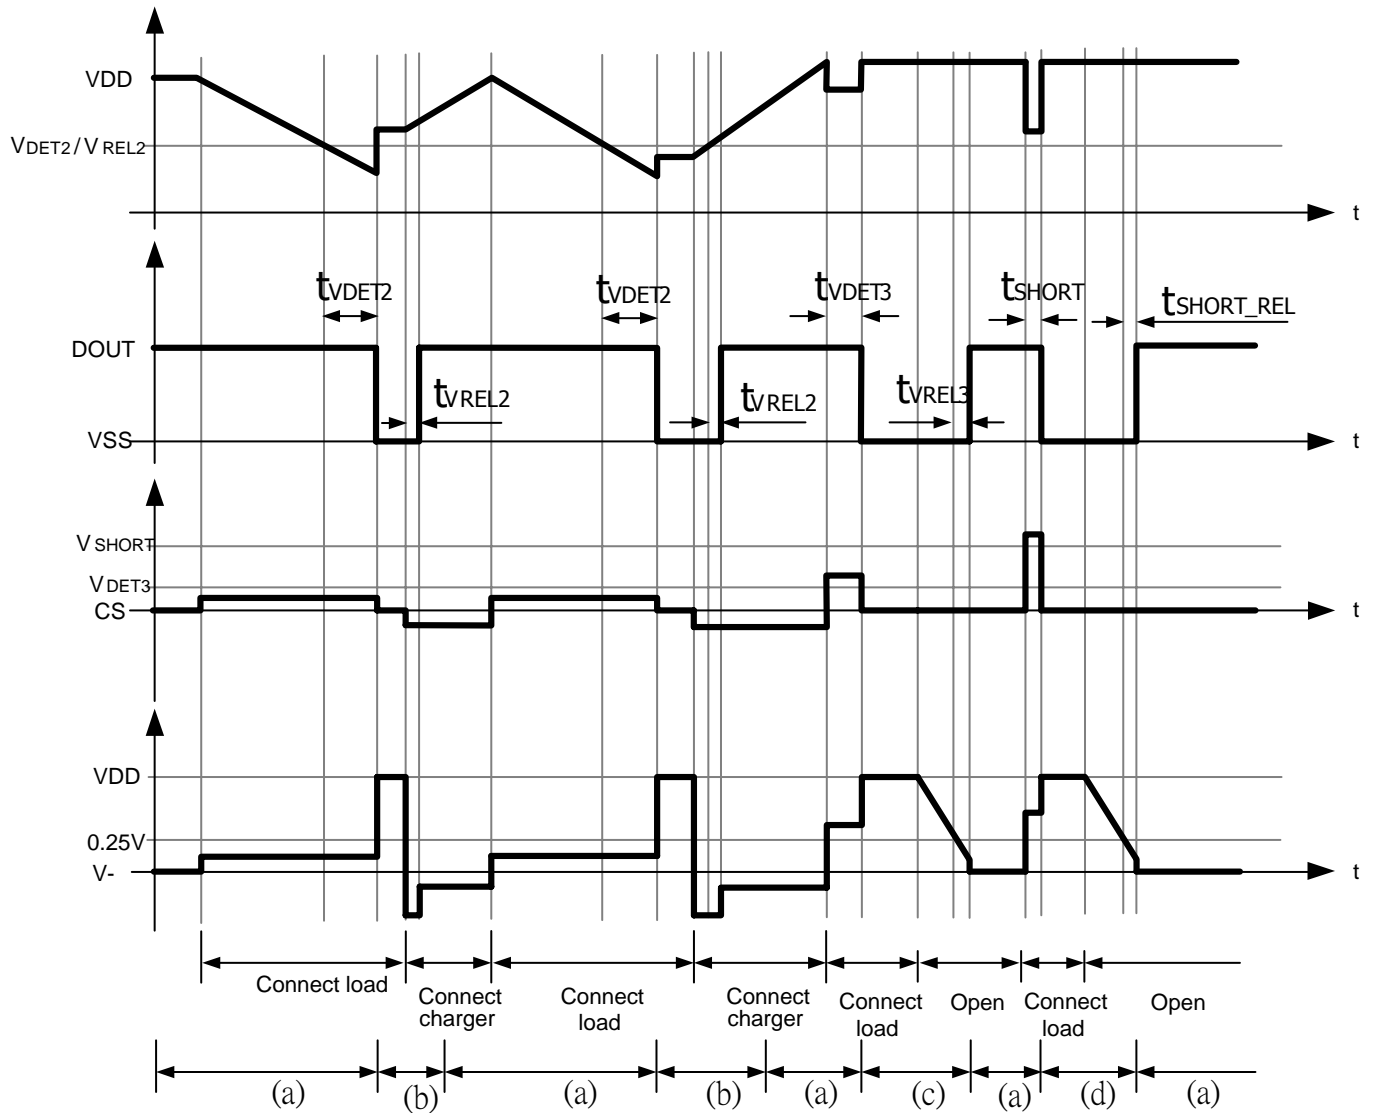 VDD
VDET2/VREL2
t
tVDET2
tVDET2
tVDET3
tSHORT
tSHORT_REL
DOUT
tVREL2
tVREL2
tVREL3
VSS
t
VSHORT
VDET3
CS
t
VDD
0.25V
V-
t
Connect load
Connect charger
Connect load
Connect charger
Connect load
Open
Connect load
Open
(a)
(b)
(a)
(b)
(a)
(c)
(a)
(d)
(a)